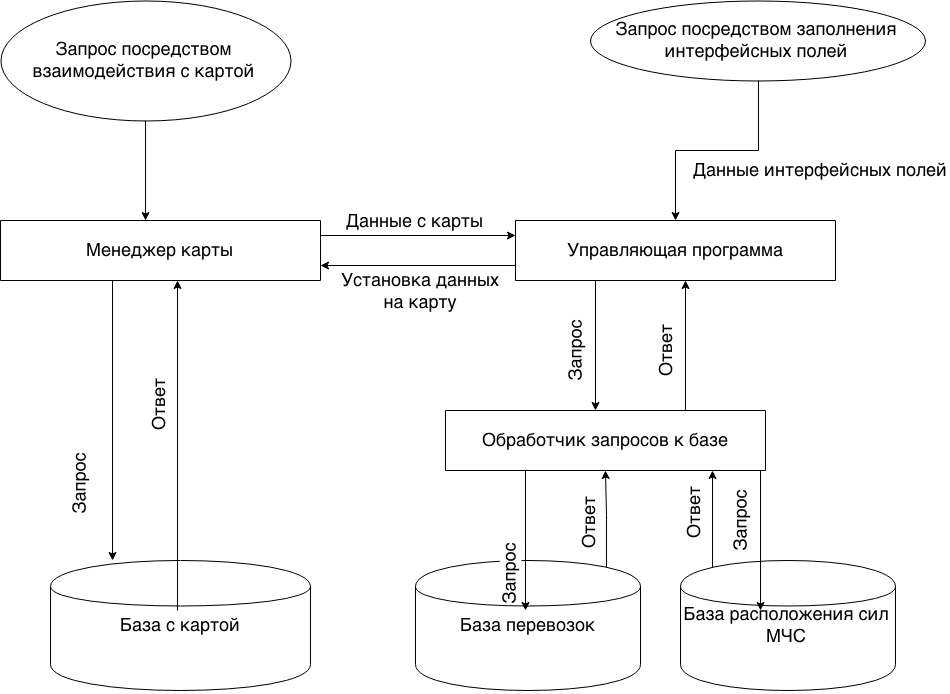 Запрос посредством
взаимодействия с картой
Запрос посредством заполнения
интерфейсных полей
Данные интерфейсных полей
Менеджер карты
Данные с карты
Управляющая программа
Установка данных
на карту
Запрос
Ответ
Запрос
Ответ
Обработчик запросов к базе
Запрос
Ответ
Ответ
Запрос
База с картой
База перевозок
База расположения сил
МЧС